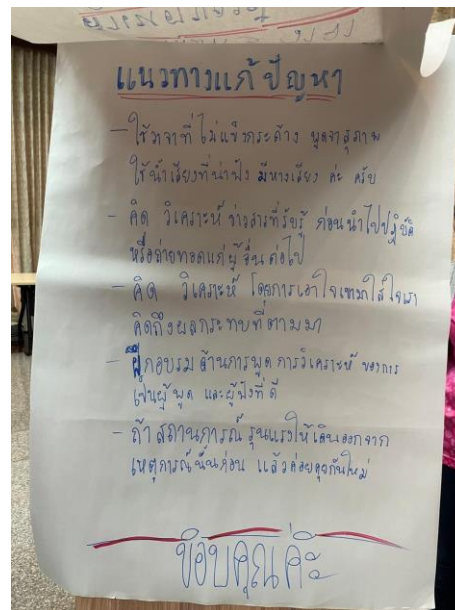 แนวทางแก้ปัญหา
- ใช้วาจาที่ไม่แข็งกระด้าง พูดจาสุภาพ
ใช้น้ำเสียงที่น่าฟัง มีหางเสียง ค่ะ ครับ
- คิด วิเคราะห์ ข่าวสารที่รับรู้ ก่อนนำไปปฏิบัติ
หรือถ่ายทอดแก่ผู้อื่นต่อไป
- คิด วิเคราะห์ โดยการเอาใจเขามาใส่ใจเรา
คิดถึงผลกระทบที่ตามมา
- ฝึกอบรม ด้านการพูด การวิเคราะห์ ของการ
เป็นผู้พูด และผู้ฟังที่ดี
- ถ้าสถานการณ์รุนแรงให้เดินออกจาก
เหตุการณ์นั้นก่อน แล้วค่อยคุยกันใหม่
ขอบคุณค่ะ